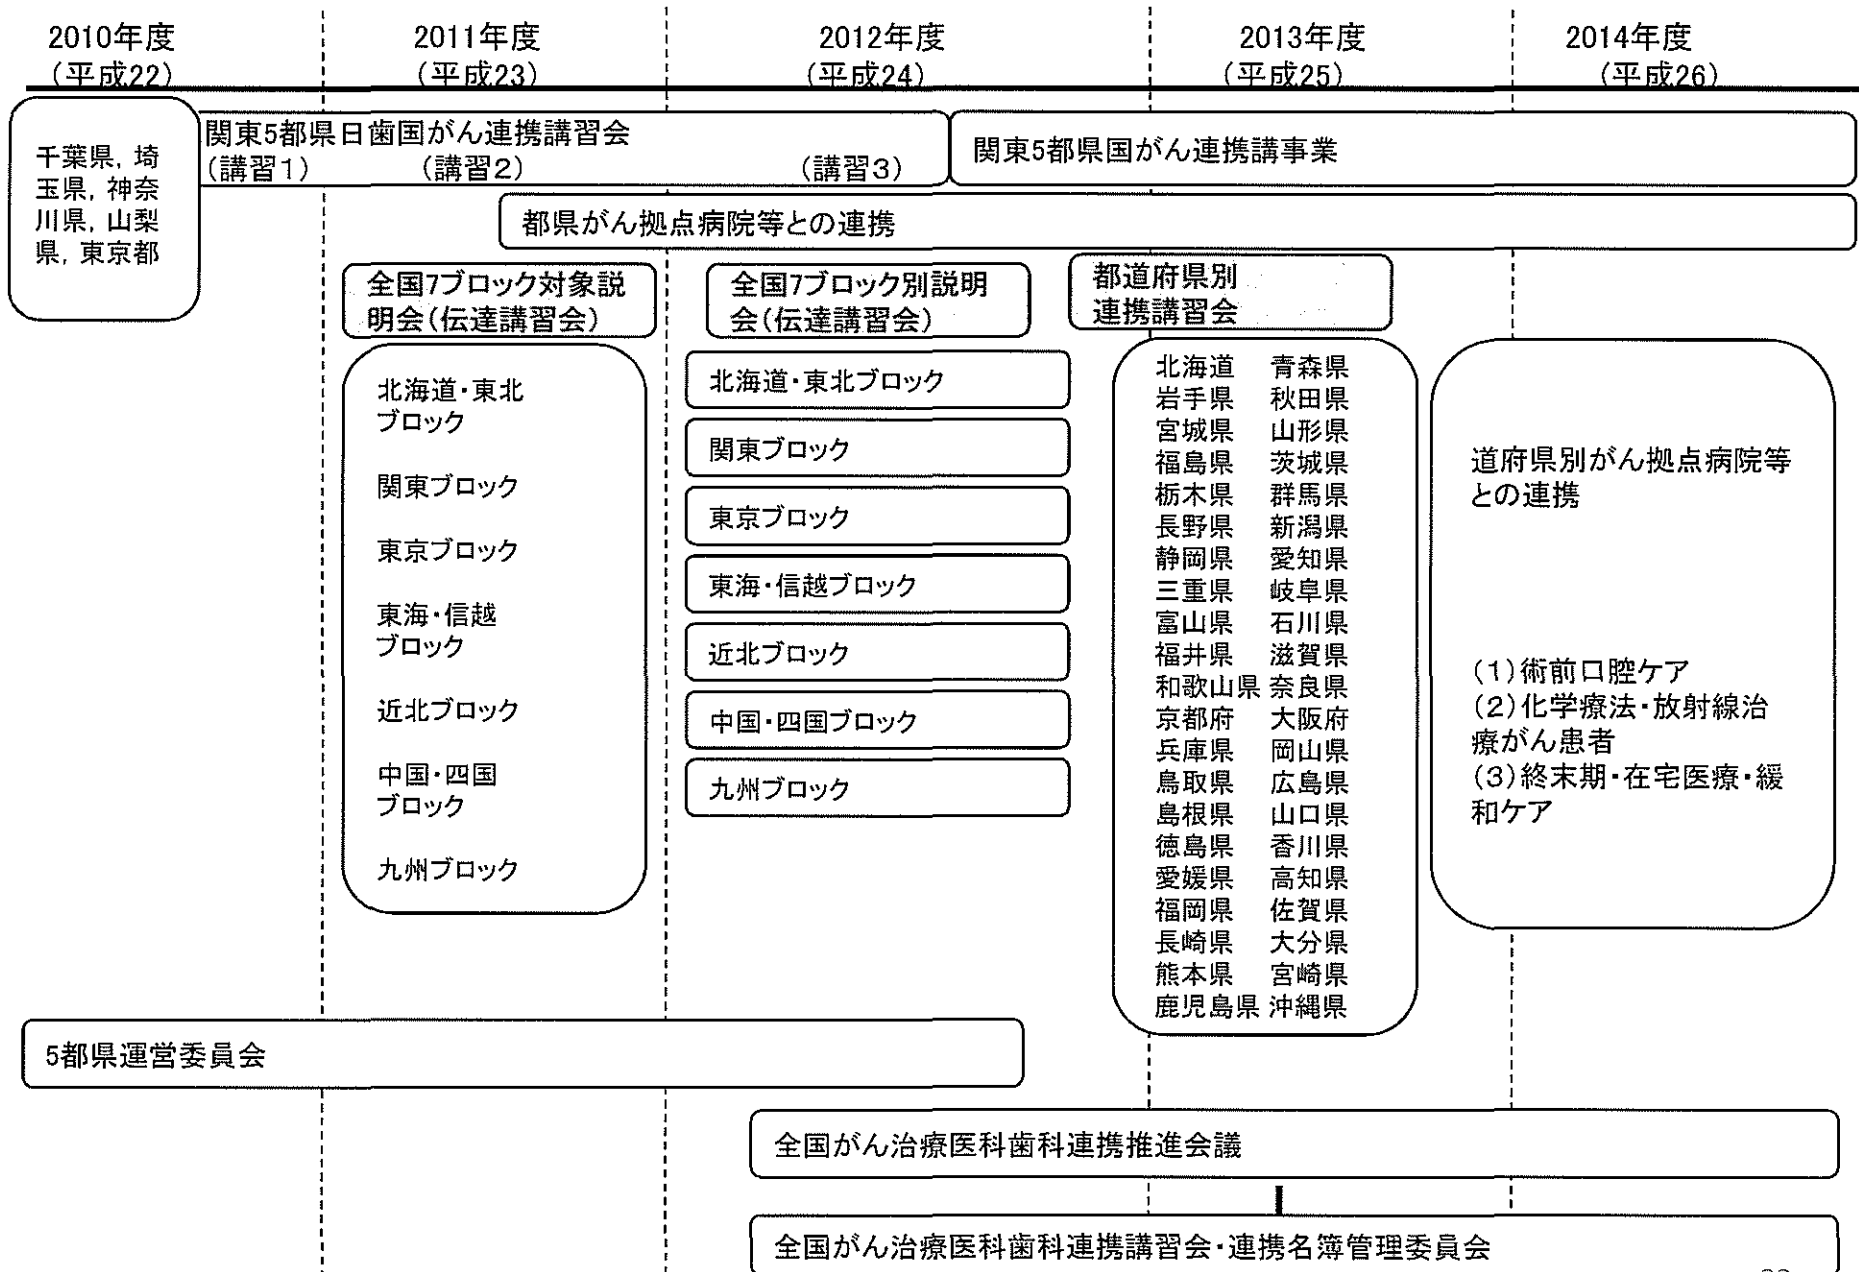 2010年度
(平成22)
2011年度
(平成23)
2012年度
(平成24)
2013年度
(平成25)
2014年度
(平成26)
千葉県, 埼
玉県, 神奈
川県, 山梨
県, 東京都
関東5都県日歯国がん連携講習会
(講習1) (講習2) (講習3)
関東5都県国がん連携講事業
都県がん拠点病院等との連携
全国7ブロック対象説
明会(伝達講習会)
全国7ブロック別説明
会(伝達講習会)
都道府県別
連携講習会
北海道・東北
ブロック
関東ブロック
東京ブロック
東海・信越
ブロック
近北ブロック
中国・四国
ブロック
九州ブロック
北海道・東北ブロック
関東ブロック
東京ブロック
東海・信越ブロック
近北ブロック
中国・四国ブロック
九州ブロック
北海道 青森県
岩手県 秋田県
宮城県 山形県
福島県 茨城県
栃木県 群馬県
長野県 新潟県
静岡県 愛知県
三重県 岐阜県
富山県 石川県
福井県 滋賀県
和歌山県 奈良県
京都府 大阪府
兵庫県 岡山県
鳥取県 広島県
島根県 山口県
徳島県 香川県
愛媛県 高知県
福岡県 佐賀県
長崎県 大分県
熊本県 宮崎県
鹿児島県 沖縄県
道府県別がん拠点病院等
との連携
(1)術前口腔ケア
(2)化学療法・放射線治
療がん患者
(3)終末期・在宅医療・緩
和ケア
5都県運営委員会
全国がん治療医科歯科連携推進会議
全国がん治療医科歯科連携講習会・連携名簿管理委員会